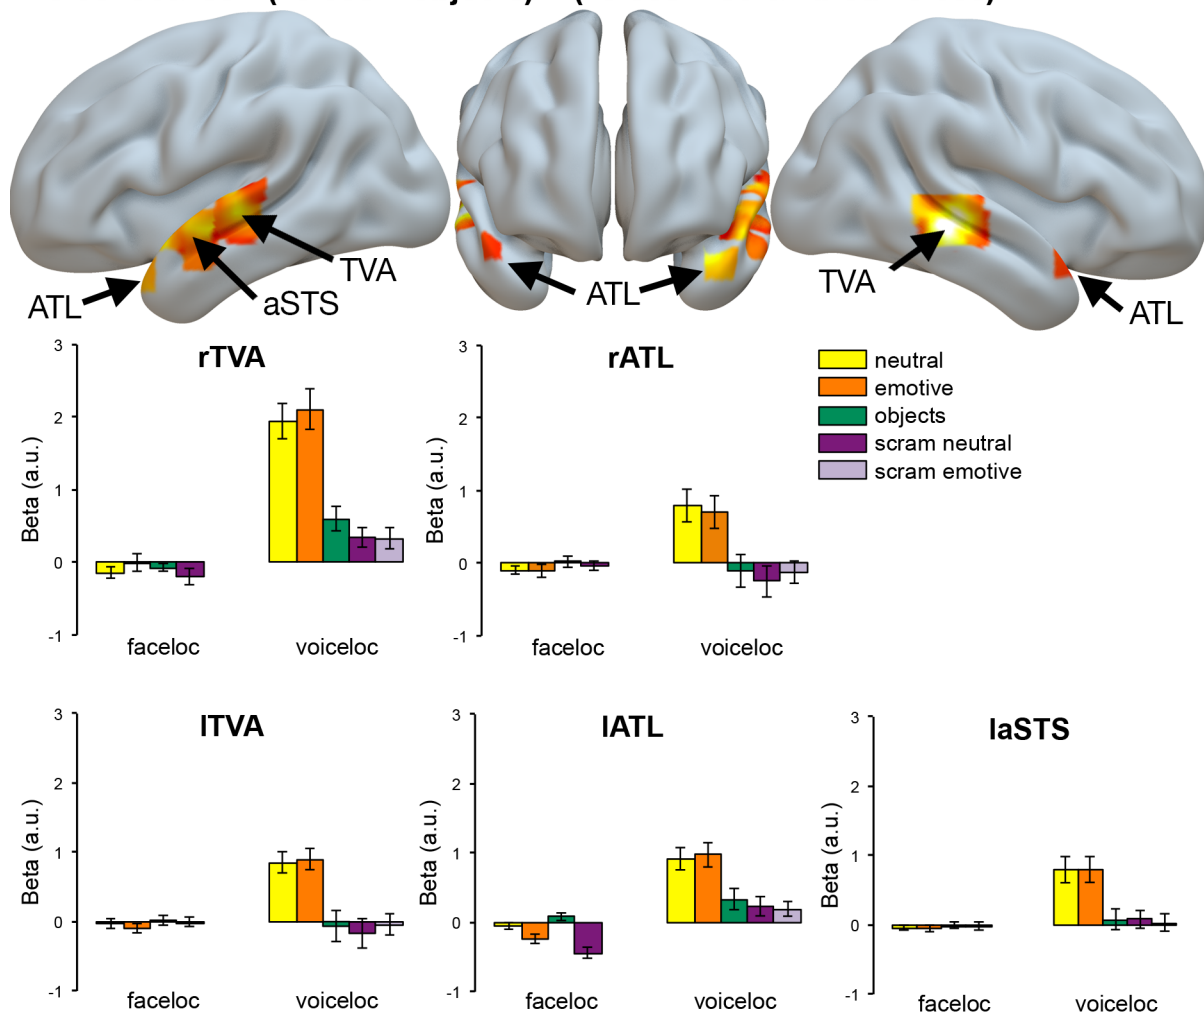 TVA
aSTS
ATL
ATL
TVA
ATL
rTVA
3
2
1
0
-1
Beta (a.u.)
faceloc
voiceloc
rATL
3
2
1
0
-1
Beta (a.u.)
faceloc
voiceloc
neutral
emotive
objects
scram neutral
scram emotive
lTVA
3
2
1
0
-1
Beta (a.u.)
faceloc
voiceloc
lATL
3
2
1
0
-1
Beta (a.u.)
faceloc
voiceloc
laSTS
3
2
1
0
-1
Beta (a.u.)
faceloc
voiceloc